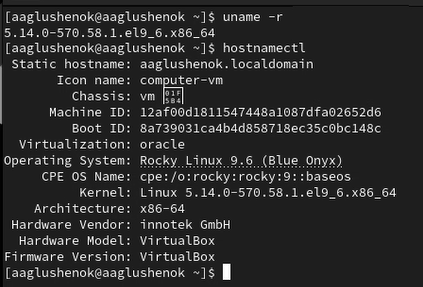 [aaglushenok@aaglushenok ~]$ uname -r
5.14.0-570.58.1.el9_6.x86_64
[aaglushenok@aaglushenok ~]$ hostnamectl
Static hostname: aaglushenok.localdomain
Icon name: computer-vm
Chassis: vm 🖴
Machine ID: 12af00d1811547448a1087dfa02652d6
Boot ID: 8a739031ca4b4d858718ec35c0bc148c
Virtualization: oracle
Operating System: Rocky Linux 9.6 (Blue Onyx)
CPE OS Name: cpe:/o:rocky:rocky:9::baseos
Kernel: Linux 5.14.0-570.58.1.el9_6.x86_64
Architecture: x86-64
Hardware Vendor: innotek GmbH
Hardware Model: VirtualBox
Firmware Version: VirtualBox
[aaglushenok@aaglushenok ~]$